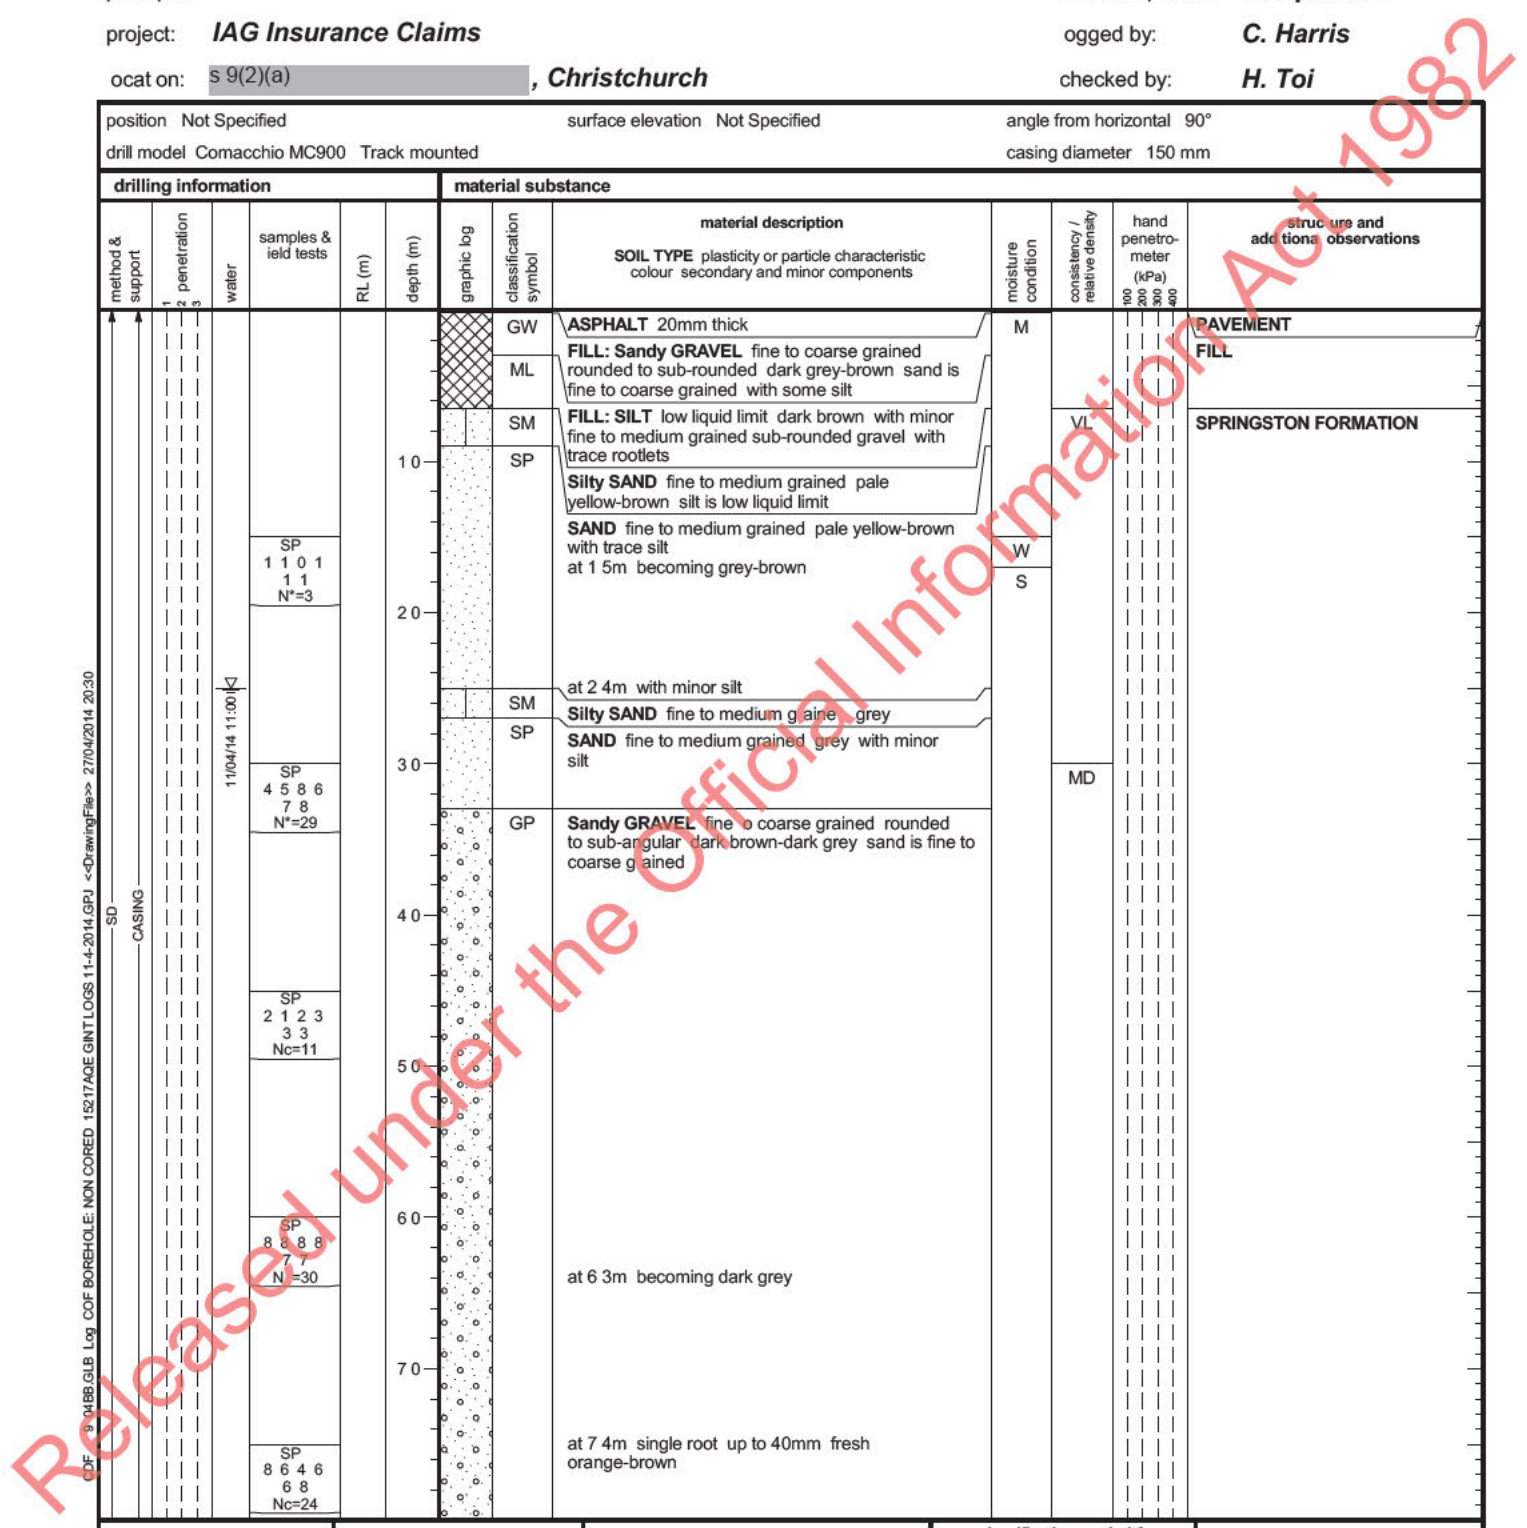 project: IAG Insurance Claims
ogged by: C. Harris
ocat on: s 9(2)(a) , Christchurch
checked by: H. Toi
position Not Specified
surface elevation Not Specified
angle from horizontal 90°
drill model Comacchio MC900 Track mounted
casing diameter 150 mm
drilling information
material substance
method &
support
1 2 3 penetration
water
samples &
ield tests
RL (m)
depth (m)
graphic log
classification
symbol
material description
SOIL TYPE plasticity or particle characteristic
colour secondary and minor components
moisture
condition
consistency /
relative density
hand
penetro-
meter
(kPa)
100 200 300 400
struc ure and
add tiona observations
GW
ASPHALT 20mm thick
M
PAVEMENT
FILL: Sandy GRAVEL fine to coarse grained
rounded to sub-rounded dark grey-brown sand is
fine to coarse grained with some silt
FILL
ML
FILL: SILT low liquid limit dark brown with minor
fine to medium grained sub-rounded gravel with
trace rootlets
SM
VL
SPRINGSTON FORMATION
1 0
SP
Silty SAND fine to medium grained pale
yellow-brown silt is low liquid limit
SAND fine to medium grained pale yellow-brown
with trace silt
at 1 5m becoming grey-brown
SP
1 1 0 1
1 1
N*=3
W
S
2 0
at 2 4m with minor silt
SM
Silty SAND fine to medium g aine grey
SP
SAND fine to medium grained grey with minor
silt
11/04/14 11:00
3 0
SP
4 5 8 6
7 8
N*=29
MD
GP
Sandy GRAVEL fine o coarse grained rounded
to sub-angular dark brown-dark grey sand is fine to
coarse g ained
SD
CASING
4 0
SP
2 1 2 3
3 3
Nc=11
5 0
6 0
SP
8 8 8 8
7 7
N =30
at 6 3m becoming dark grey
7 0
at 7 4m single root up to 40mm fresh
orange-brown
SP
8 6 4 6
6 8
Nc=24
CDF 9 04BB.GLB Log COF BOREHOLE: NON CORED 15217AQE GINT LOGS 11-4-2014.GPJ <<DrawingFile>> 27/04/2014 20:30
Released under the Official Information Act 1982